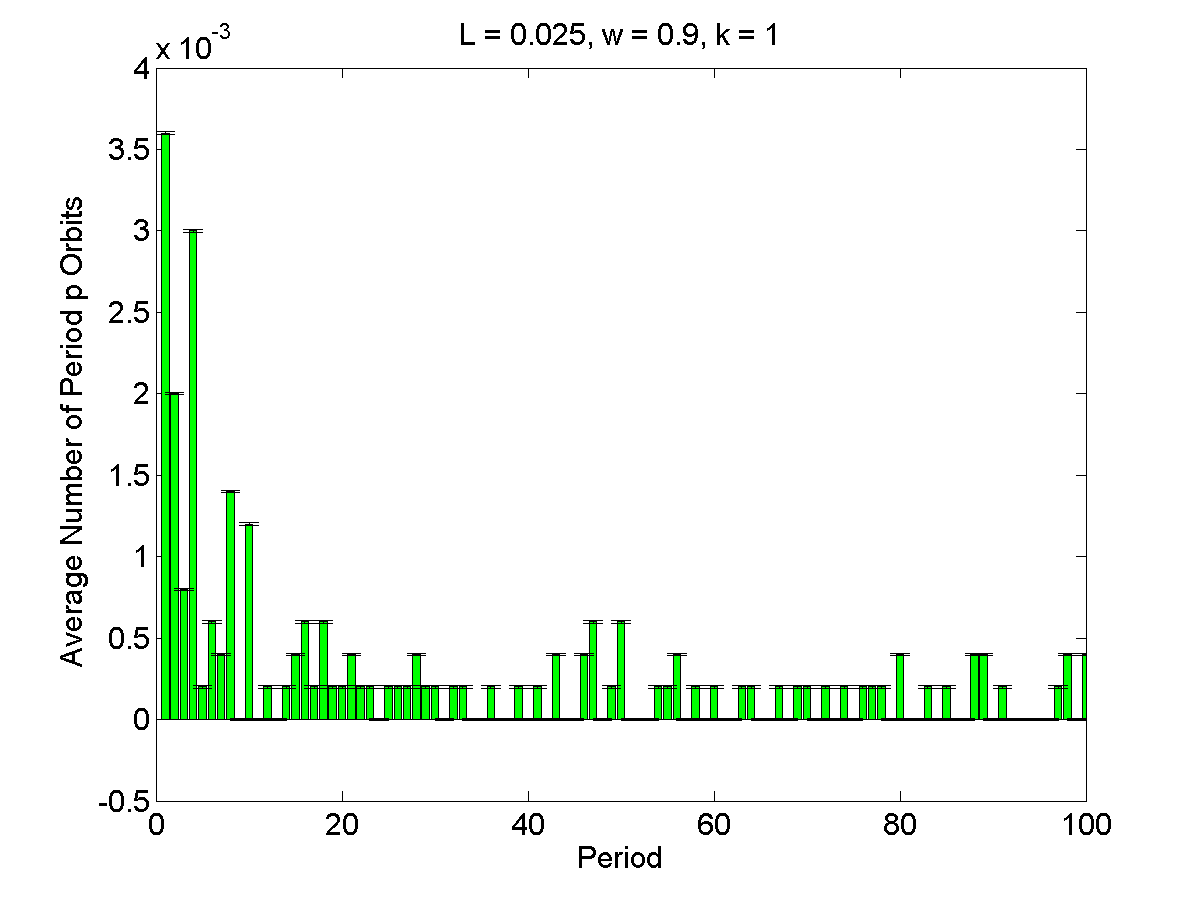 L = 0.025, w = 0.9, k = 1
x 10^-3
4
3.5
3
2.5
2
1.5
1
0.5
0
-0.5
Average Number of Period p Orbits
0 20 40 60 80 100
Period